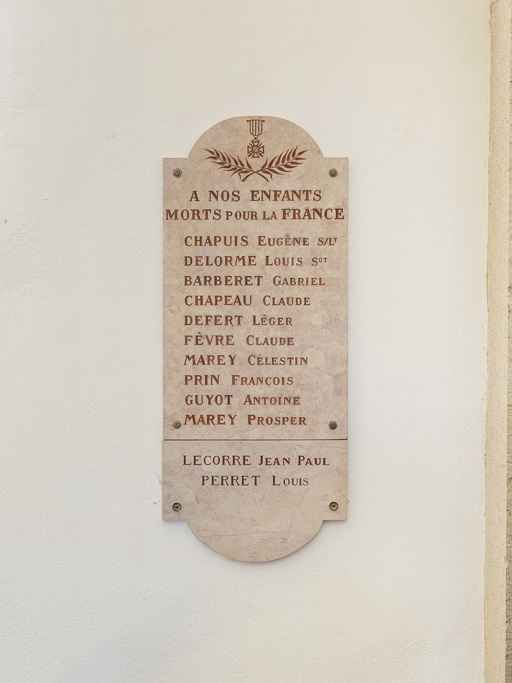 A NOS ENFANTS
MORTS POUR LA FRANCE
CHAPUIS EUGÈNE S/LT
DELORME LOUIS SGT
BARBERET GABRIEL
CHAPEAU CLAUDE
DEFERT LÉGER
FÈVRE CLAUDE
MAREY CÉLESTIN
PRIN FRANÇOIS
GUYOT ANTOINE
MAREY PROSPER
LECORRE JEAN PAUL
PERRET LOUIS